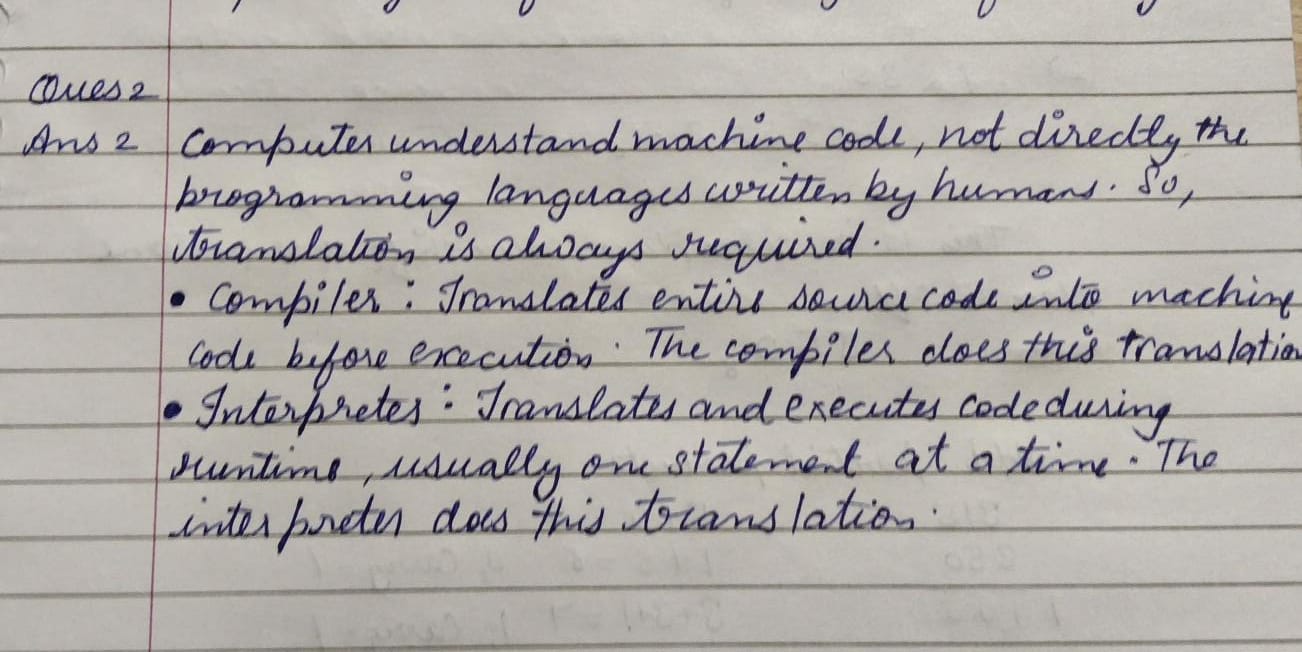 Ques 2
Ans 2 Computer understand machine code, not directly the
programming languages written by humans. So,
translation is always required.
• Compiler : Translates entire source code into machine
code before execution. The compiler does this translatio
• Interpreter : Translates and executes code during
runtime, usually one statement at a time. The
interpreter does this translation.